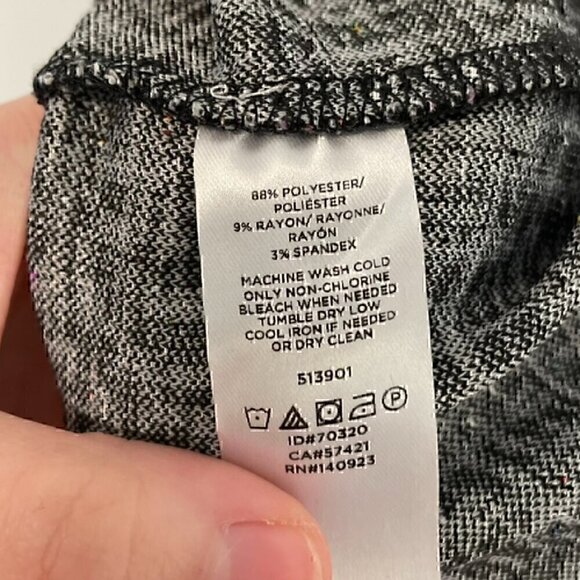 88% POLYESTER/
POLIÉSTER
9% RAYON/ RAYONNE/
RAYÓN
3% SPANDEX
MACHINE WASH COLD
ONLY NON-CHLORINE
BLEACH WHEN NEEDED
TUMBLE DRY LOW
COOL IRON IF NEEDED
OR DRY CLEAN
513901
P
ID#70320
CA#57421
RN#140923